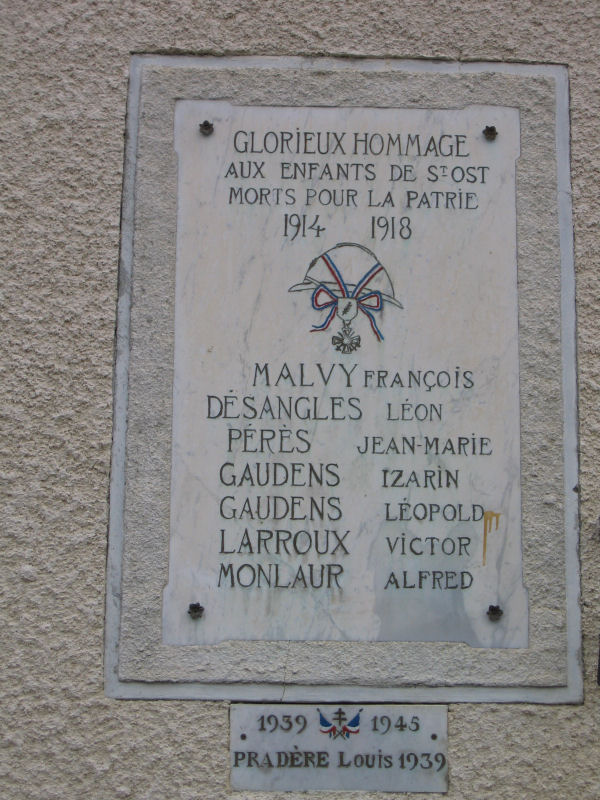 GLORIEUX HOMMAGE
AUX ENFANTS DE ST OST
MORTS POUR LA PATRIE
1914 1918
MALVY FRANÇOIS
DÉSANGLES LÉON
PÉRÈS JEAN-MARIE
GAUDENS IZARIN
GAUDENS LÉOPOLD
LARROUX VICTOR
MONLAUR ALFRED
1939 1945
PRADÈRE Louis 1939